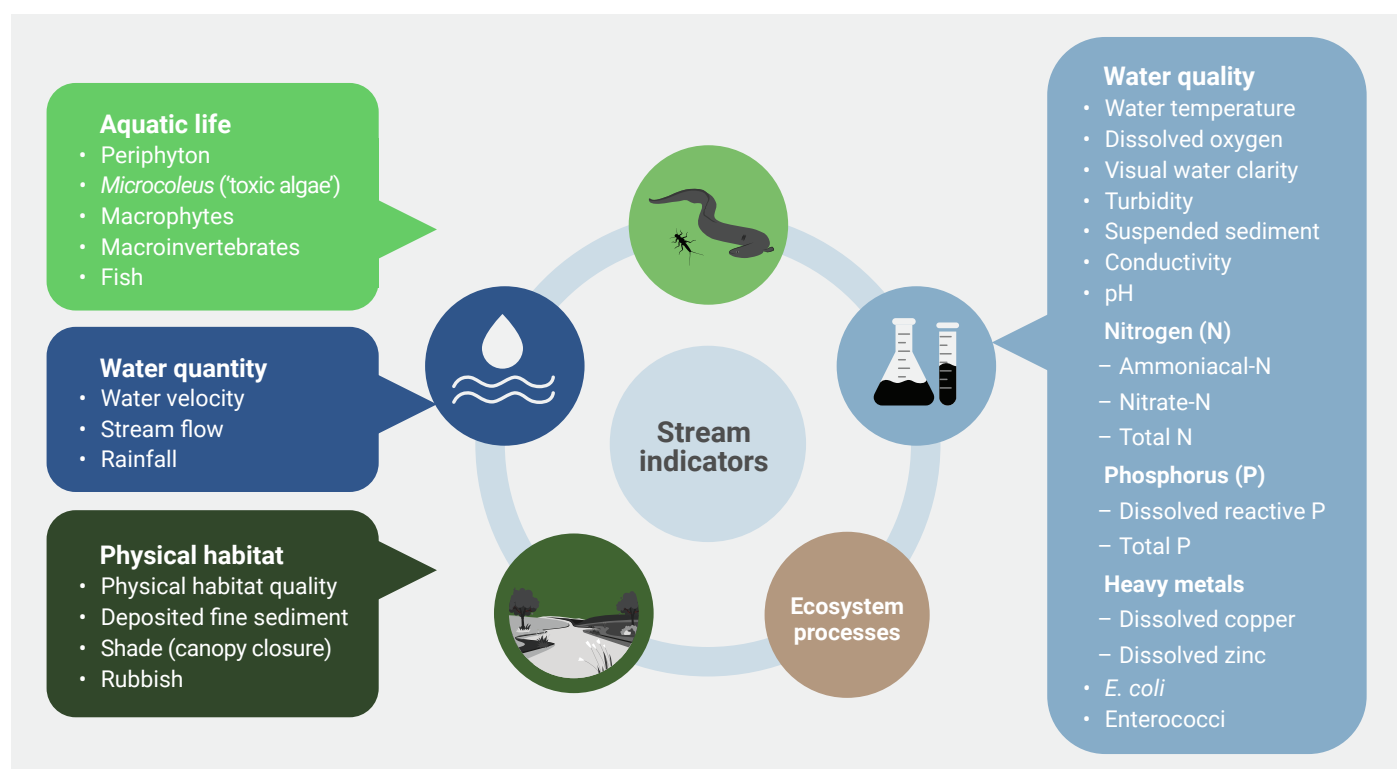 Aquatic life
• Periphyton
• Microcoleus (‘toxic algae’)
• Macrophytes
• Macroinvertebrates
• Fish
Water quantity
• Water velocity
• Stream flow
• Rainfall
Physical habitat
• Physical habitat quality
• Deposited fine sediment
• Shade (canopy closure)
• Rubbish
Stream
indicators
Ecosystem
processes
Water quality
• Water temperature
• Dissolved oxygen
• Visual water clarity
• Turbidity
• Suspended sediment
• Conductivity
• pH
Nitrogen (N)
– Ammoniacal-N
– Nitrate-N
– Total N
Phosphorus (P)
– Dissolved reactive P
– Total P
Heavy metals
– Dissolved copper
– Dissolved zinc
• E. coli
• Enterococci